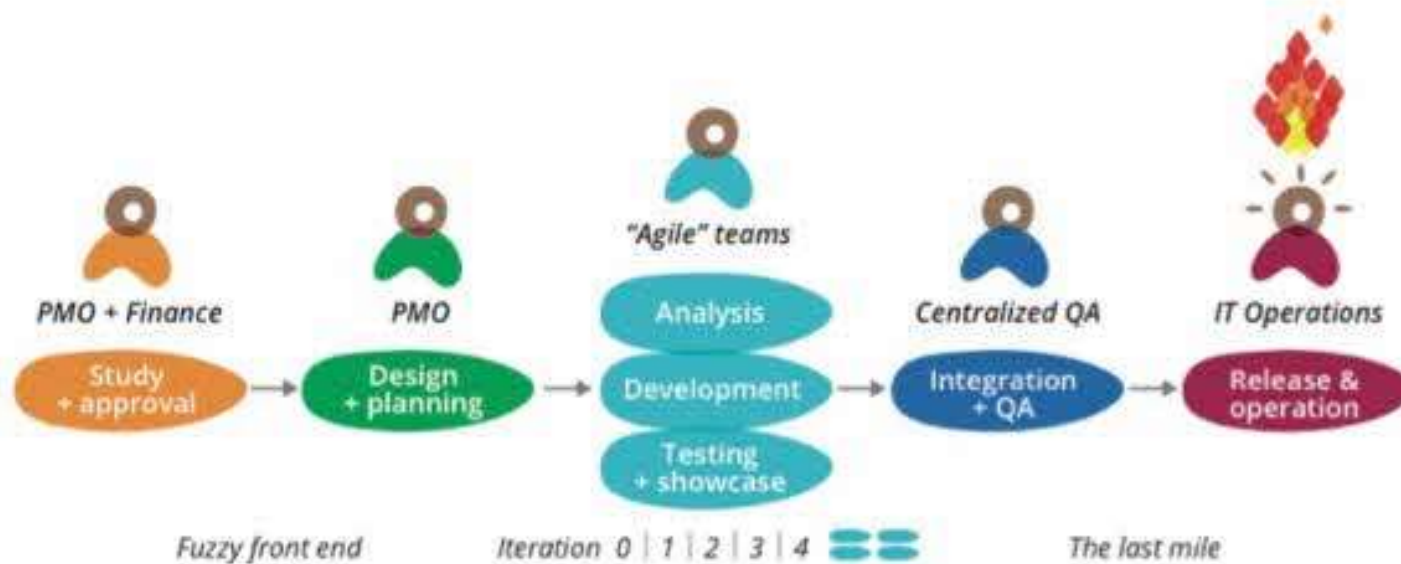 "Agile" teams
PMO + Finance
PMO
Centralized QA
IT Operations
Study
+ approval
Design
+ planning
Analysis
Development
Testing
+ showcase
Integration
+ QA
Release &
operation
Fuzzy front end
Iteration 0 | 1 | 2 | 3 | 4
The last mile